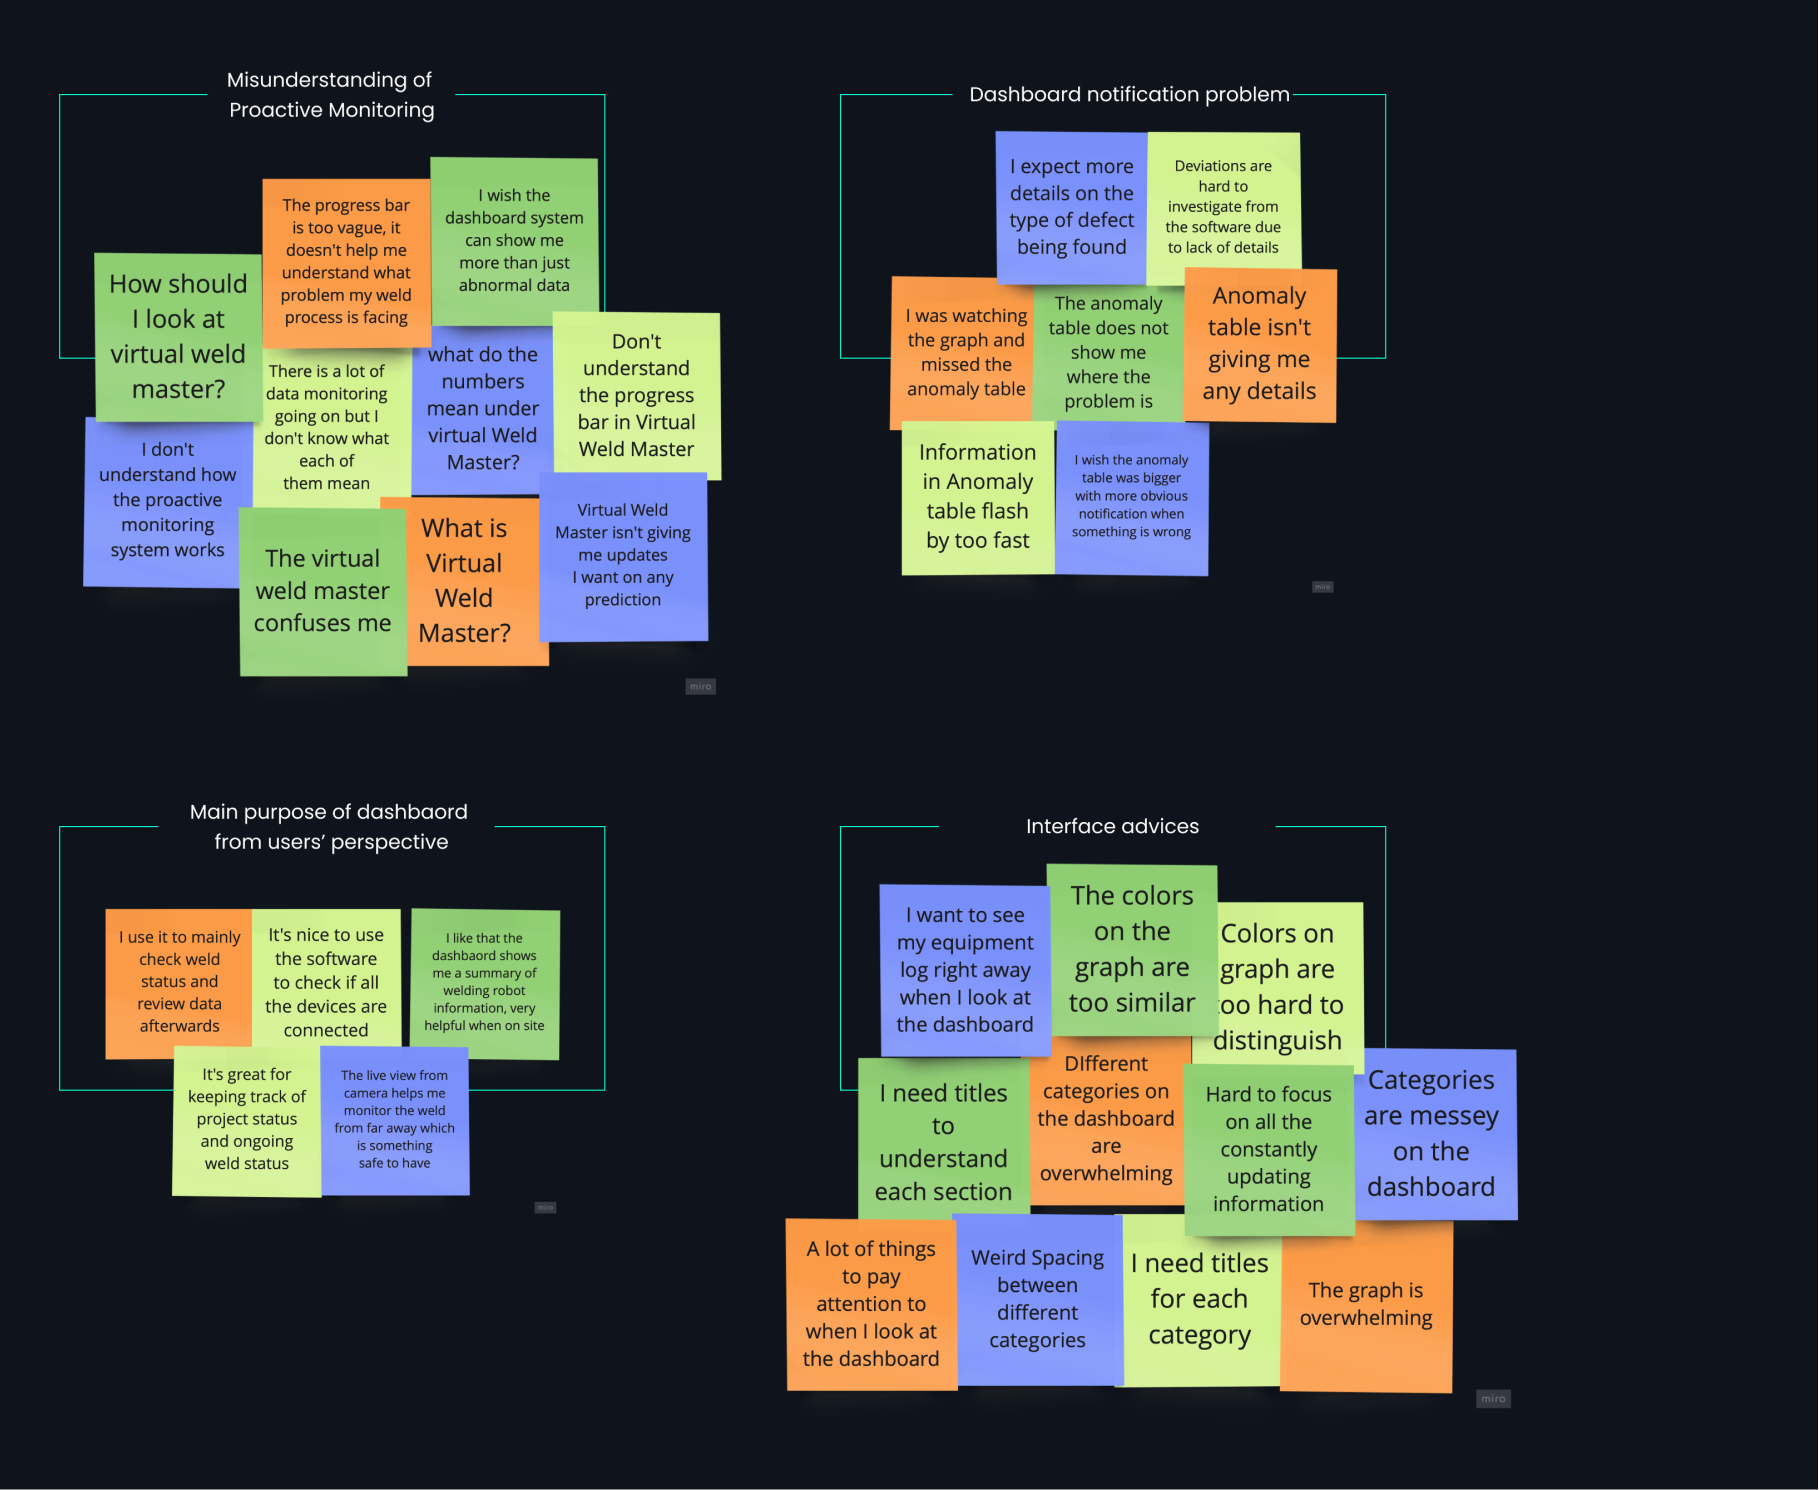 Misunderstanding of
Proactive Monitoring
The progress bar
is too vague, it
doesn't help me
understand what
problem my weld
process is facing
I wish the
dashboard system
can show me
more than just
abnormal data
How should
I look at
virtual weld
master?
There is a lot of
data monitoring
going on but I
don't know what
each of
them mean
what do the
numbers
mean under
virtual Weld
Master?
Don't
understand
the progress
bar in Virtual
Weld Master
I don't
understand how
the proactive
monitoring
system works
The virtual
weld master
confuses me
What is
Virtual
Weld
Master?
Virtual Weld
Master isn't giving
me updates
I want on any
prediction
miro
Dashboard notification problem
I expect more
details on the
type of defect
being found
Deviations are
hard to
investigate from
the software due
to lack of details
I was watching
the graph and
missed the
anomaly table
The anomaly
table does not
show me
where the
problem is
Anomaly
table isn't
giving me
any details
Information
in Anomaly
table flash
by too fast
I wish the anomaly
table was bigger
with more obvious
notification when
something is wrong
miro
Main purpose of dashbaord
from users’ perspective
I use it to mainly
check weld
status and
review data
afterwards
It's nice to use
the software
to check if all
the devices are
connected
I like that the
dashbaord shows
me a summary of
welding robot
information, very
helpful when on site
It's great for
keeping track of
project status
and ongoing
weld status
The live view from
camera helps me
monitor the weld
from far away which
is something
safe to have
miro
Interface advices
I want to see
my equipment
log right away
when I look at
the dashboard
The colors
on the
graph are
too similar
Colors on
graph are
too hard to
distinguish
I need titles
to
understand
each section
DIfferent
categories on
the dashboard
are
overwhelming
Hard to focus
on all the
constantly
updating
information
Categories
are messey
on the
dashboard
A lot of things
to pay
attention to
when I look at
the dashboard
Weird Spacing
between
different
categories
I need titles
for each
category
The graph is
overwhelming
miro